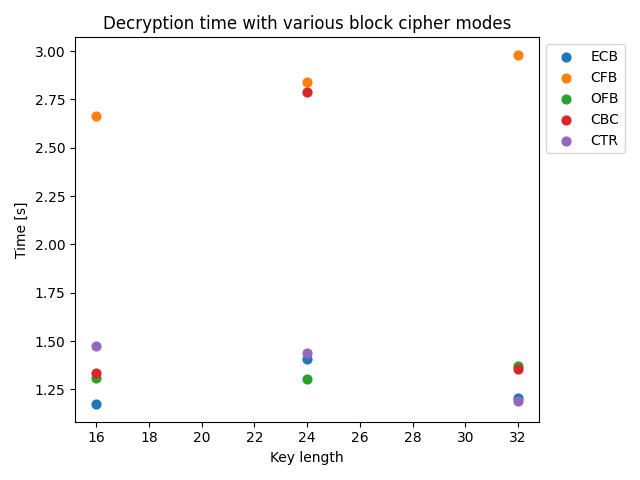 Decryption time with various block cipher modes
3.00
2.75
2.50
2.25
2.00
1.75
1.50
1.25
Time [s]
16 18 20 22 24 26 28 30 32
Key length
ECB
CFB
OFB
CBC
CTR